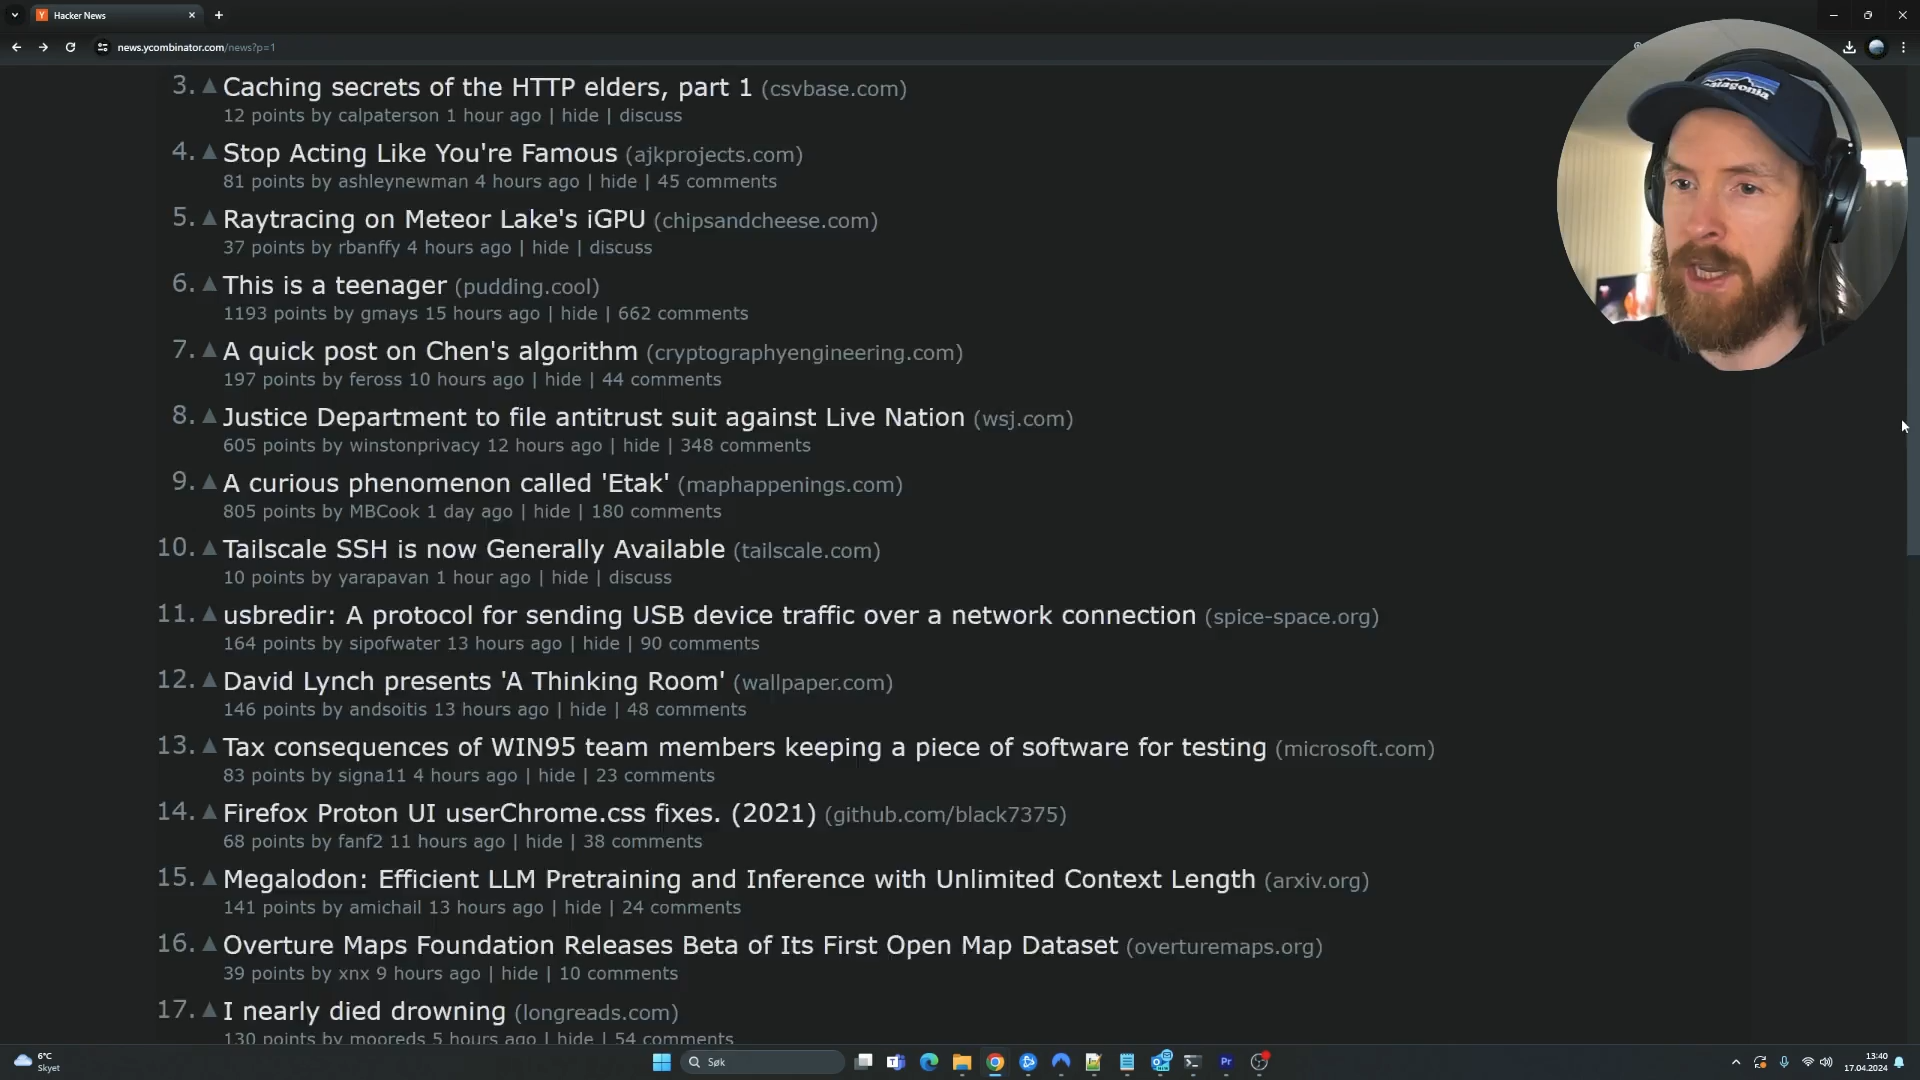 Hacker News
news.ycombinator.com/news?p=1
patagonia
3. Caching secrets of the HTTP elders, part 1 (csvbase.com)
12 points by calpaterson 1 hour ago | hide | discuss
4. Stop Acting Like You're Famous (ajkprojects.com)
81 points by ashleynewman 4 hours ago | hide | 45 comments
5. Raytracing on Meteor Lake's iGPU (chipsandcheese.com)
37 points by rbanffy 4 hours ago | hide | discuss
6. This is a teenager (pudding.cool)
1193 points by gmays 15 hours ago | hide | 662 comments
7. A quick post on Chen's algorithm (cryptographyengineering.com)
197 points by feross 10 hours ago | hide | 44 comments
8. Justice Department to file antitrust suit against Live Nation (wsj.com)
605 points by winstonprivacy 12 hours ago | hide | 348 comments
9. A curious phenomenon called 'Etak' (maphappenings.com)
805 points by MBCook 1 day ago | hide | 180 comments
10. Tailscale SSH is now Generally Available (tailscale.com)
10 points by yarapavan 1 hour ago | hide | discuss
11. usbredir: A protocol for sending USB device traffic over a network connection (spice-space.org)
164 points by sipofwater 13 hours ago | hide | 90 comments
12. David Lynch presents 'A Thinking Room' (wallpaper.com)
146 points by andsoitis 13 hours ago | hide | 48 comments
13. Tax consequences of WIN95 team members keeping a piece of software for testing (microsoft.com)
83 points by signa11 4 hours ago | hide | 23 comments
14. Firefox Proton UI userChrome.css fixes. (2021) (github.com/black7375)
68 points by fanf2 11 hours ago | hide | 38 comments
15. Megalodon: Efficient LLM Pretraining and Inference with Unlimited Context Length (arxiv.org)
141 points by amichail 13 hours ago | hide | 24 comments
16. Overture Maps Foundation Releases Beta of Its First Open Map Dataset (overturemaps.org)
39 points by xnx 9 hours ago | hide | 10 comments
17. I nearly died drowning (longreads.com)
130 points by mooreds 5 hours ago | hide | 54 comments
6°C
Skyet
Søk
Pr
13:40
17.04.2024